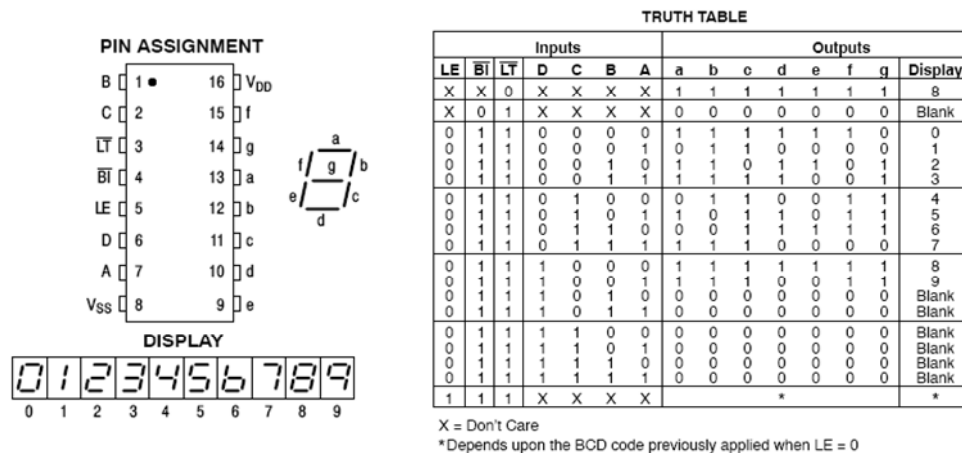 PIN ASSIGNMENT
B 1 16 VDD
C 2 15 f
LT 3 14 g
BI 4 13 a
LE 5 12 b
D 6 11 c
A 7 10 d
VSS 8 9 e
a
f g b
e c
d
DISPLAY
0 1 2 3 4 5 6 7 8 9
0 1 2 3 4 5 6 7 8 9
TRUTH TABLE
Inputs Outputs
LE BI LT D C B A a b c d e f g Display
X X 0 X X X X 1 1 1 1 1 1 1 8
X 0 1 X X X X 0 0 0 0 0 0 0 Blank
0 1 1 0 0 0 0 1 1 1 1 1 1 0 0
0 1 1 0 0 0 1 0 1 1 0 0 0 0 1
0 1 1 0 0 1 0 1 1 0 1 1 0 1 2
0 1 1 0 0 1 1 1 1 1 1 0 0 1 3
0 1 1 0 1 0 0 0 1 1 0 0 1 1 4
0 1 1 0 1 0 1 1 0 1 1 0 1 1 5
0 1 1 0 1 1 0 0 0 1 1 1 1 1 6
0 1 1 0 1 1 1 1 1 1 0 0 0 0 7
0 1 1 1 0 0 0 1 1 1 1 1 1 1 8
0 1 1 1 0 0 1 1 1 1 0 0 1 1 9
0 1 1 1 0 1 0 0 0 0 0 0 0 0 Blank
0 1 1 1 0 1 1 0 0 0 0 0 0 0 Blank
0 1 1 1 1 0 0 0 0 0 0 0 0 0 Blank
0 1 1 1 1 0 1 0 0 0 0 0 0 0 Blank
0 1 1 1 1 1 0 0 0 0 0 0 0 0 Blank
0 1 1 1 1 1 1 0 0 0 0 0 0 0 Blank
1 1 1 X X X X * *
X = Don't Care
*Depends upon the BCD code previously applied when LE = 0